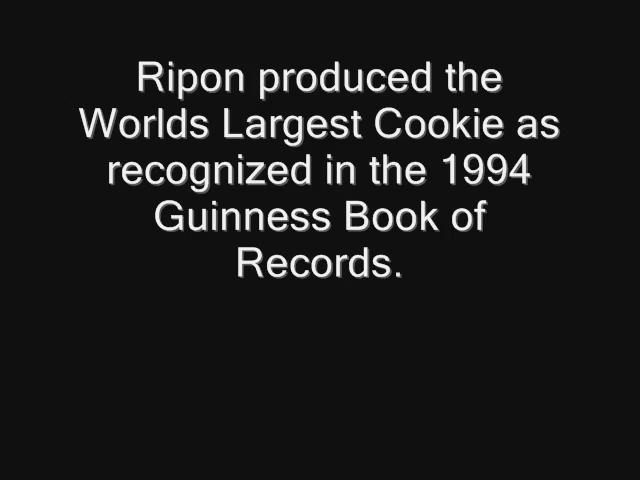 Ripon produced the
Worlds Largest Cookie as
recognized in the 1994
Guinness Book of
Records.